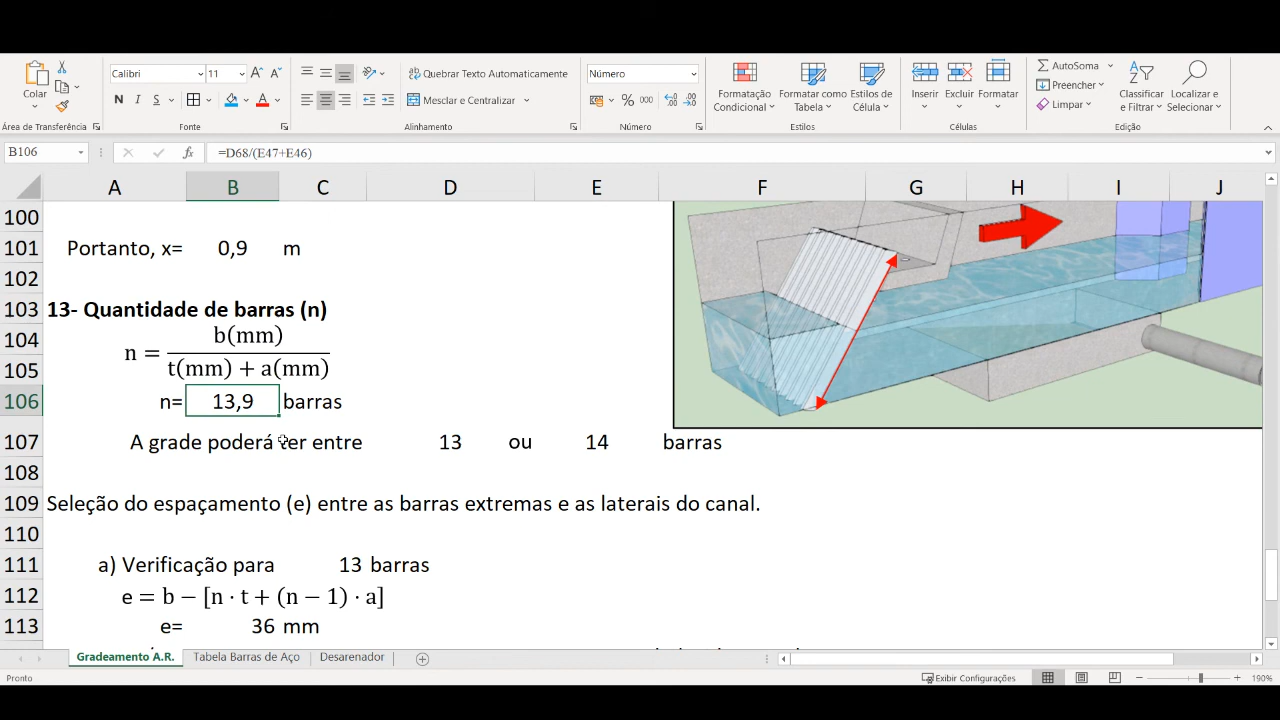 Calibri 11 Quebrar Texto Automaticamente Número AutoSoma
Colar N I S Mesclar e Centralizar % 000 Formatação Condicional Formatar como Tabela Estilos de Célula Inserir Excluir Formatar Preencher Limpar Classificar e Filtrar Localizar e Selecionar
Área de Transferência Fonte Alinhamento Número Estilos Células Edição
B106 fx =D68/(E47+E46)
A B C D E F G H I J
100
101 Portanto, x= 0,9 m
102
103 13- Quantidade de barras (n)
104 b(mm)
n =
105 t(mm) + a(mm)
106 n= 13,9 barras
107 A grade poderá ter entre 13 ou 14 barras
108
109 Seleção do espaçamento (e) entre as barras extremas e as laterais do canal.
110
111 a) Verificação para 13 barras
112 e = b − [n · t + (n − 1) · a]
113 e= 36 mm
Gradeamento A.R. Tabela Barras de Aço Desarenador
Pronto Exibir Configurações 190%